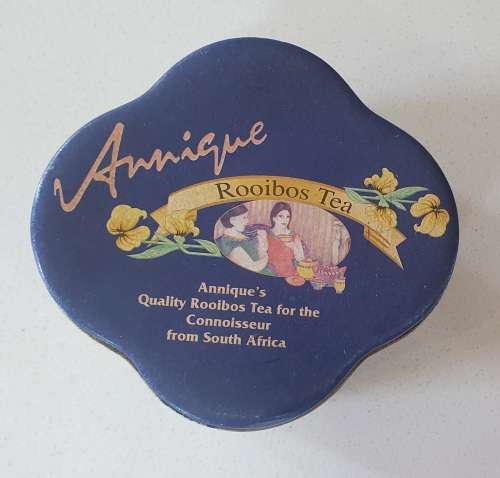 Annique
Rooibos Tea
Annique's
Quality Rooibos Tea for the
Connoisseur
from South Africa